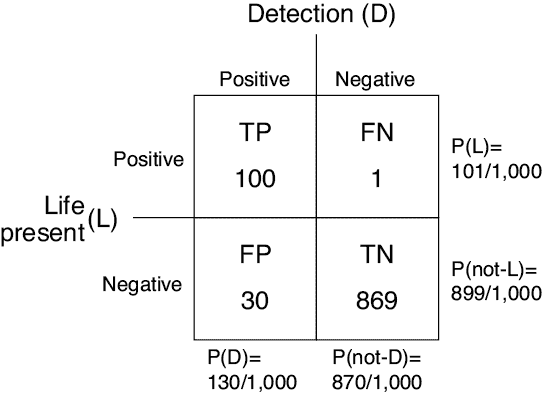 Detection (D)
Positive Negative
TP FN
Positive
100 1
P(L)=
101/1,000
Life
present (L)
FP TN
Negative
30 869
P(not-L)=
899/1,000
P(D)= P(not-D)=
130/1,000 870/1,000